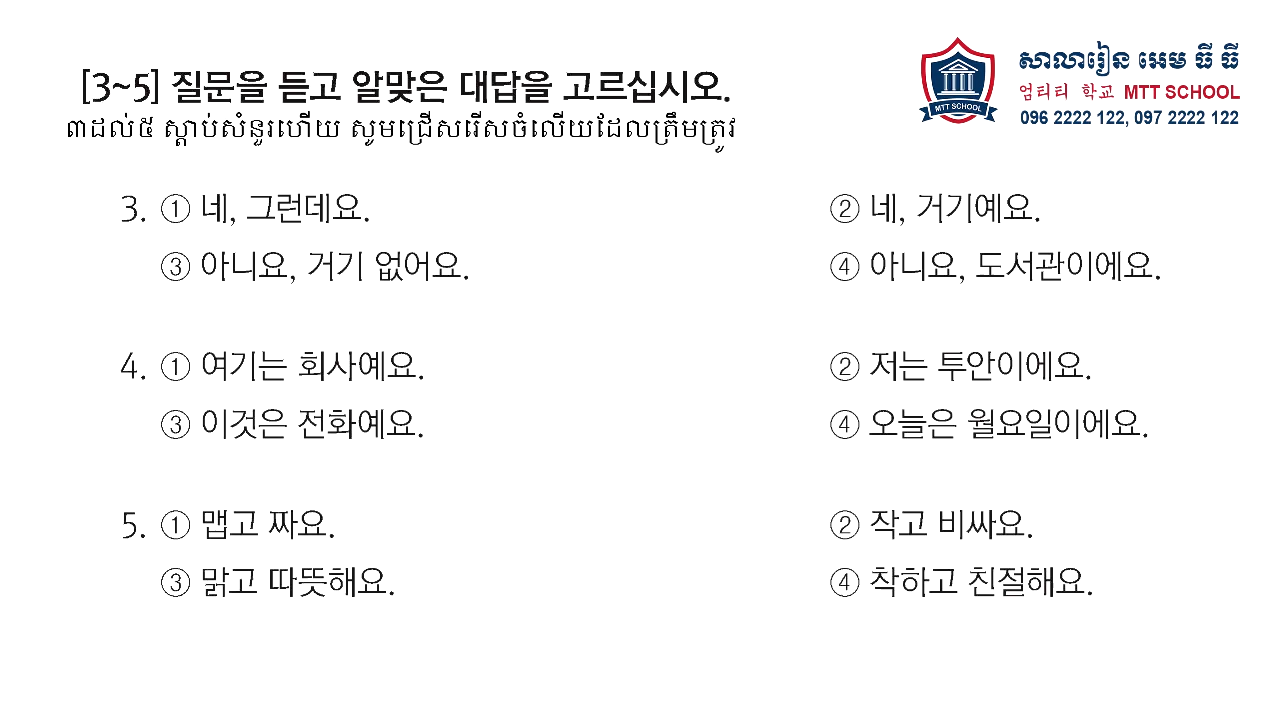 [3~5] 질문을 듣고 알맞은 대답을 고르십시오.
៣ដល់៥ ស្តាប់សំនួរហើយ សូមជ្រើសរើសចំលើយដែលត្រឹមត្រូវ
MTT SCHOOL
សាលារៀន អេម ធី ធី
엄티티 학교 MTT SCHOOL
096 2222 122, 097 2222 122
3. ① 네, 그런데요. ② 네, 거기예요.
③ 아니요, 거기 없어요. ④ 아니요, 도서관이에요.
4. ① 여기는 회사예요. ② 저는 투안이에요.
③ 이것은 전화예요. ④ 오늘은 월요일이에요.
5. ① 맵고 짜요. ② 작고 비싸요.
③ 맑고 따뜻해요. ④ 착하고 친절해요.